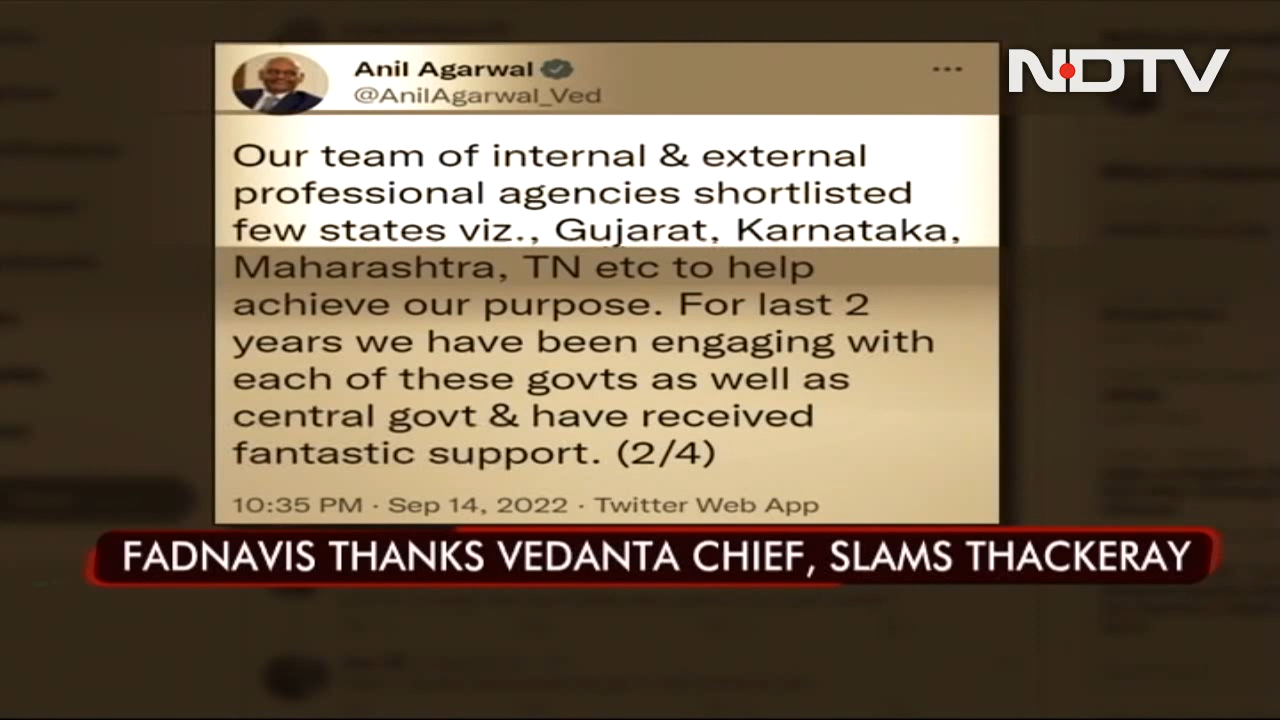 Anil Agarwal
@AnilAgarwal_Ved
NDTV
Our team of internal & external
professional agencies shortlisted
few states viz., Gujarat, Karnataka,
Maharashtra, TN etc to help
achieve our purpose. For last 2
years we have been engaging with
each of these govts as well as
central govt & have received
fantastic support. (2/4)
10:35 PM · Sep 14, 2022 · Twitter Web App
FADNAVIS THANKS VEDANTA CHIEF, SLAMS THACKERAY